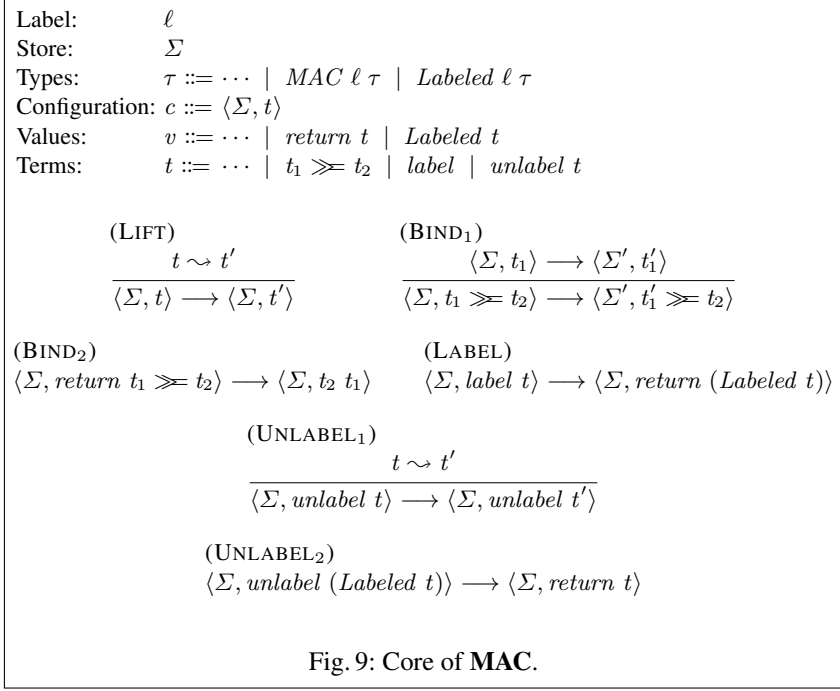 Label: ℓ
Store: Σ
Types: τ ::= ⋯ | MAC ℓ τ | Labeled ℓ τ
Configuration: c ::= ⟨Σ, t⟩
Values: v ::= ⋯ | return t | Labeled t
Terms: t ::= ⋯ | t₁ >>= t₂ | label | unlabel t
(LIFT) (BIND₁)
t ⇝ t′ ⟨Σ, t₁⟩ ⟶ ⟨Σ′, t₁′⟩
⟨Σ, t⟩ ⟶ ⟨Σ, t′⟩ ⟨Σ, t₁ >>= t₂⟩ ⟶ ⟨Σ′, t₁′ >>= t₂⟩
(BIND₂) (LABEL)
⟨Σ, return t₁ >>= t₂⟩ ⟶ ⟨Σ, t₂ t₁⟩ ⟨Σ, label t⟩ ⟶ ⟨Σ, return (Labeled t)⟩
(UNLABEL₁)
t ⇝ t′
⟨Σ, unlabel t⟩ ⟶ ⟨Σ, unlabel t′⟩
(UNLABEL₂)
⟨Σ, unlabel (Labeled t)⟩ ⟶ ⟨Σ, return t⟩
Fig. 9: Core of MAC.